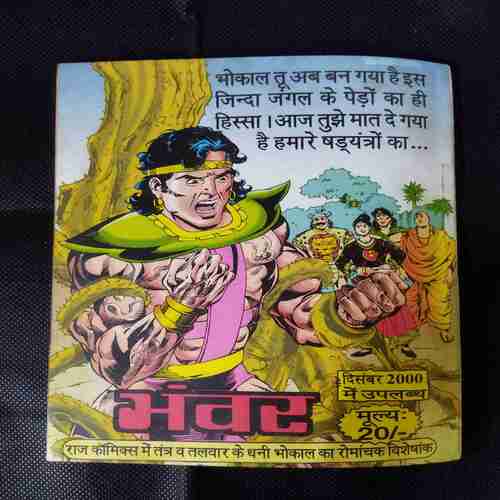 भोकाल तू अब बन गया है इस
जिन्दा जंगल के पेड़ों का ही
हिस्सा । आज तुझे मात दे गया
है हमारे षड्यंत्रों का...
भंवर
दिसंबर 2000
में उपलब्ध
मूल्य:
20/-
राज कॉमिक्स में तंत्र व तलवार के धनी भोकाल का रोमांचक विशेषांक